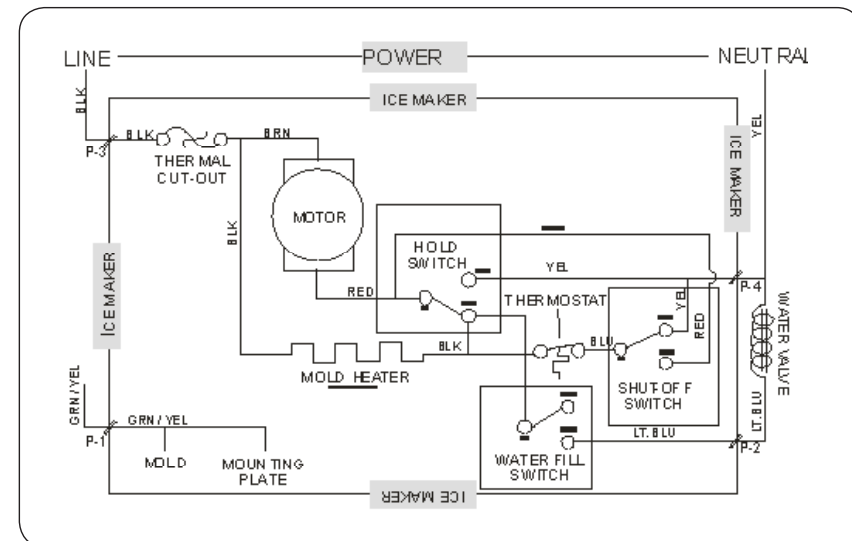 LINE
POWER
NEUTRAL
BLK
ICE MAKER
YEL
P-3
BLK
BRN
THERMAL
CUT-OUT
ICE MAKER
MOTOR
BLK
HOLD
SWITCH
YEL
P-4
ICE MAKER
RED
THERMOSTAT
YEL
RED
WATER VALVE
BLK
BLU
MOLD HEATER
SHUT-OFF
SWITCH
GRN/YEL
GRN/YEL
LT.BLU
LT.BLU
P-1
P-2
MOLD
MOUNTING
PLATE
WATER FILL
SWITCH
ICE MAKER